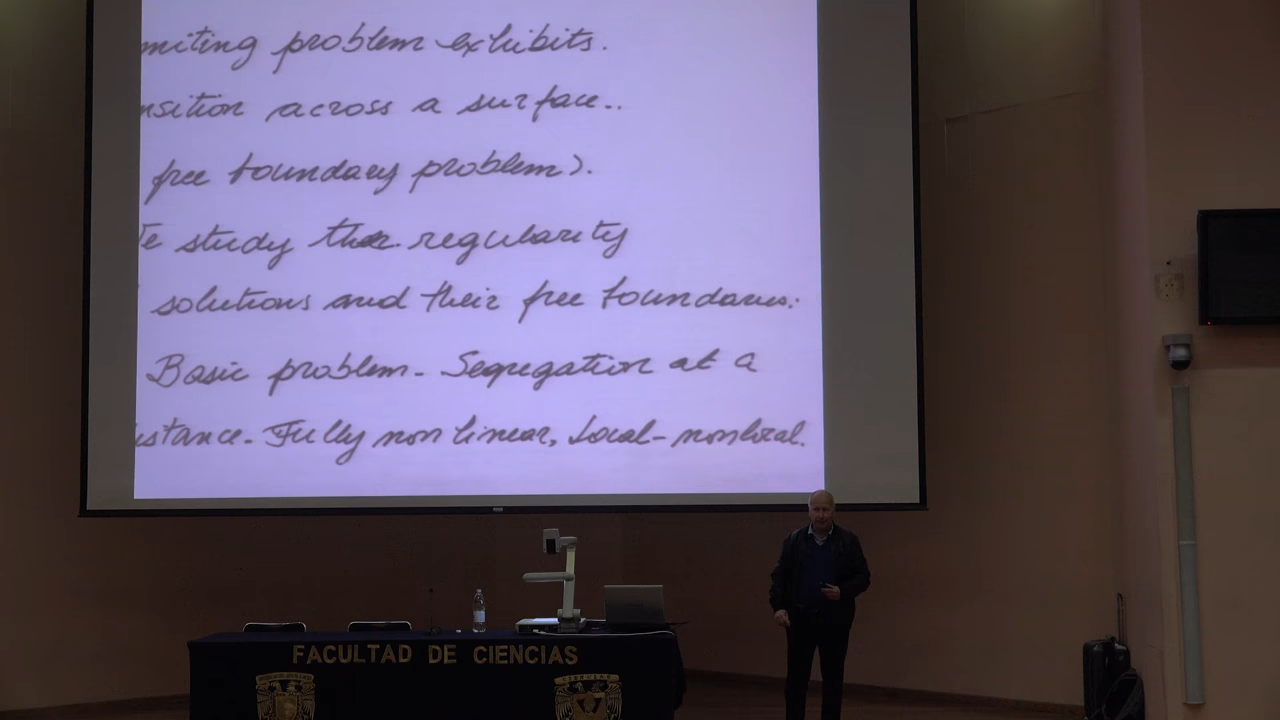 miting problem exhibits.
nsition across a surface..
free boundary problem).
e study the regularity
solutions and their free boundaries:
Basic problem - Segregation at a
istance. - Fully non linear, Local - nonlocal.
FACULTAD DE CIENCIAS